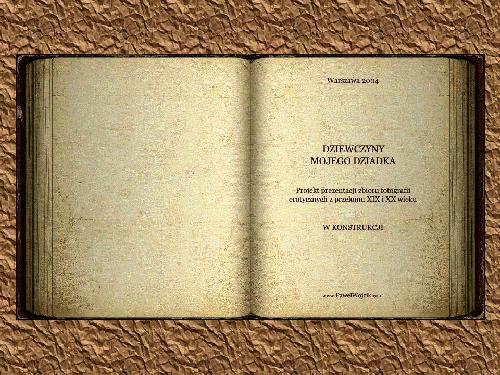 Warszawa 2004
DZIEWCZYNY
MOJEGO DZIADKA
Projekt prezentacji zbioru fotografii
erotycznych z przełomu XIX i XX wieku
W KONSTRUKCJI